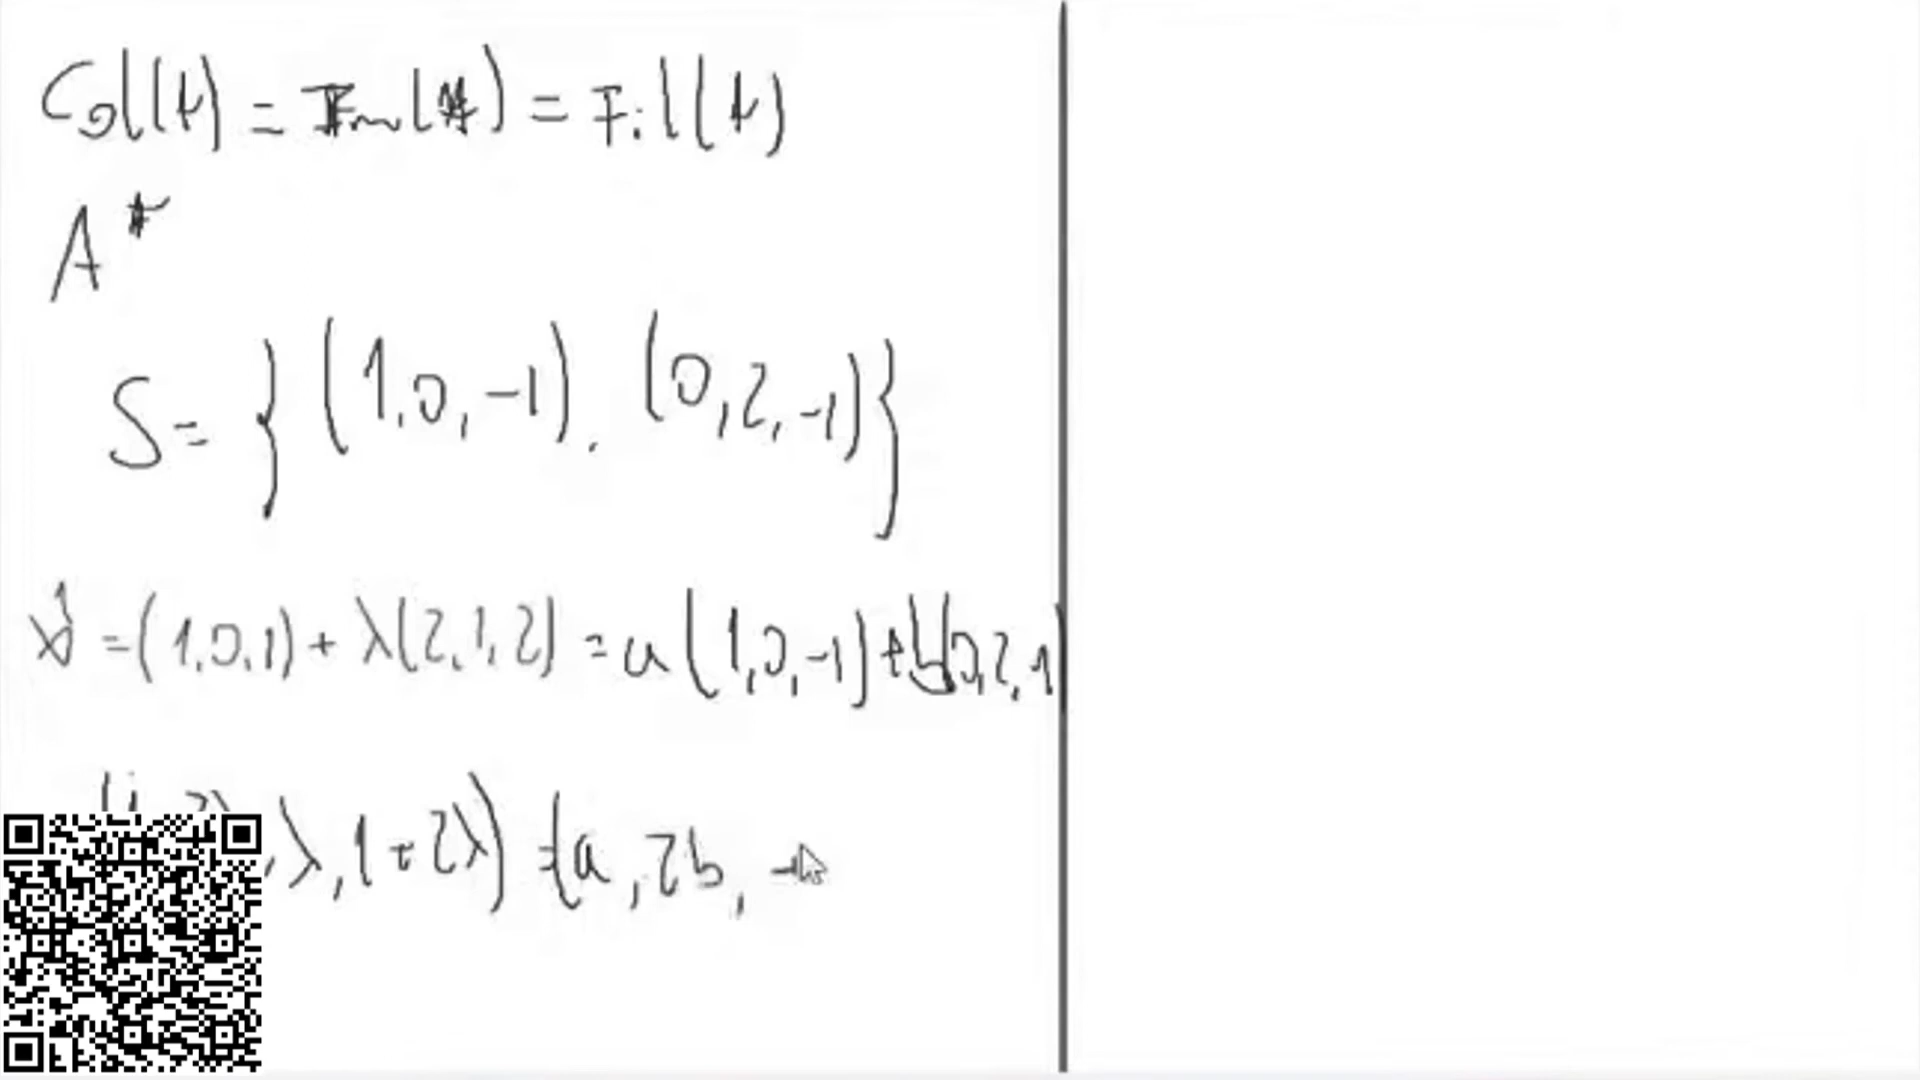 Col(A) = Im(A) = Fil(A)
A*
S = { (1,0,-1), (0,2,-1) }
= (1,0,1) + λ(2,1,2) = a(1,0,-1) + b(0,2,1)
,λ,1+2λ) = (a,2b, -